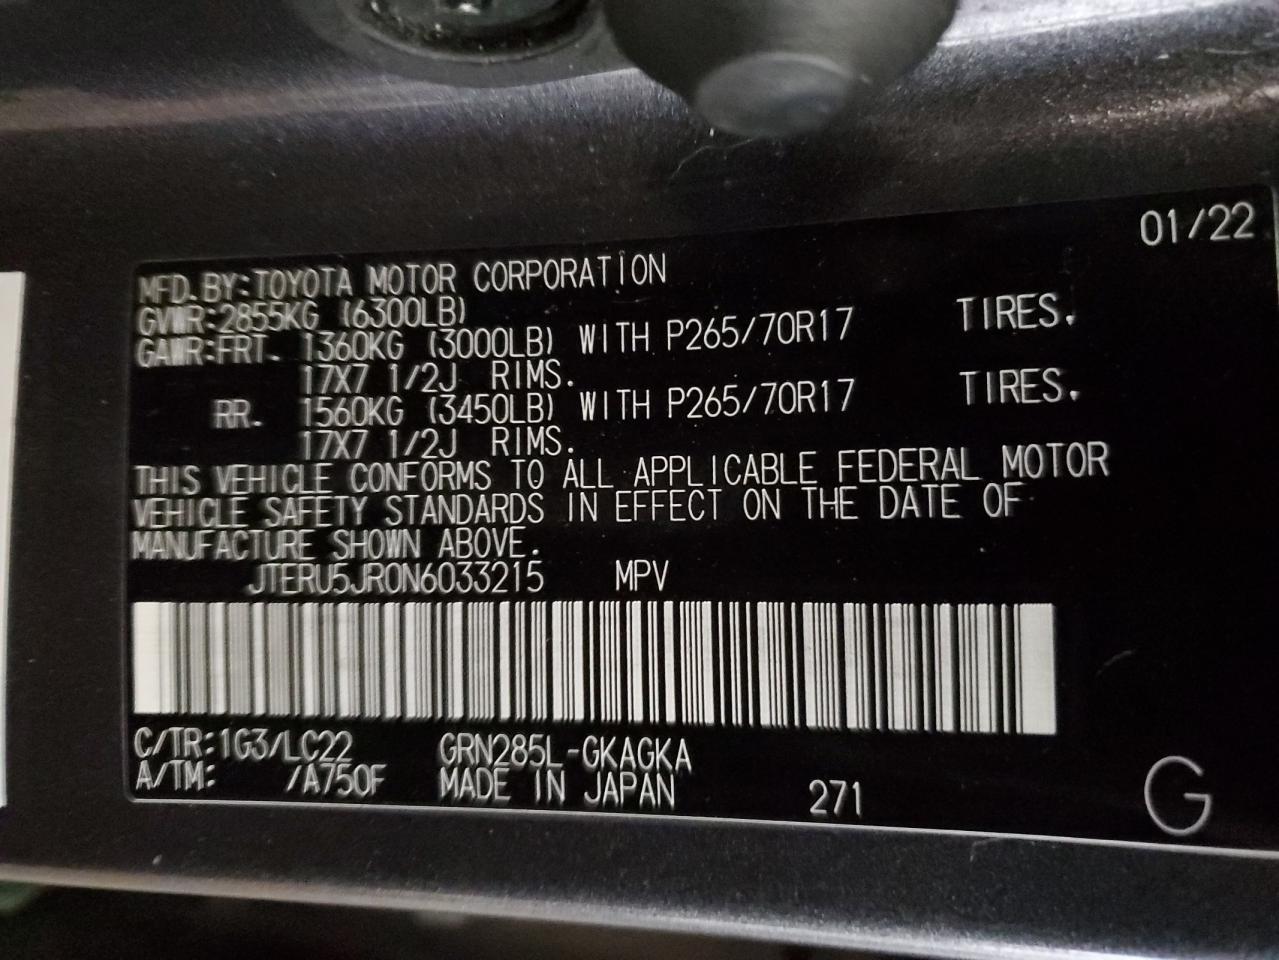 01/22
MFD.BY:TOYOTA MOTOR CORPORATION
GVWR:2855KG (6300LB)
GAWR:FRT. 1360KG (3000LB) WITH P265/70R17 TIRES.
17X7 1/2J RIMS.
RR. 1560KG (3450LB) WITH P265/70R17 TIRES.
17X7 1/2J RIMS.
THIS VEHICLE CONFORMS TO ALL APPLICABLE FEDERAL MOTOR
VEHICLE SAFETY STANDARDS IN EFFECT ON THE DATE OF
MANUFACTURE SHOWN ABOVE.
JTERU5JR0N6033215 MPV
C/TR:1G3/LC22 GRN285L-GKAGKA
A/TM: /A750F MADE IN JAPAN 271 G